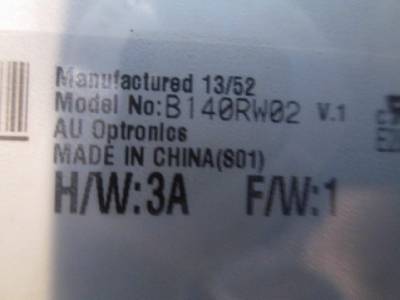 Manufactured 13/52
Model No:B140RW02 V.1
AU Optronics
MADE IN CHINA(S01)
H/W:3A F/W:1